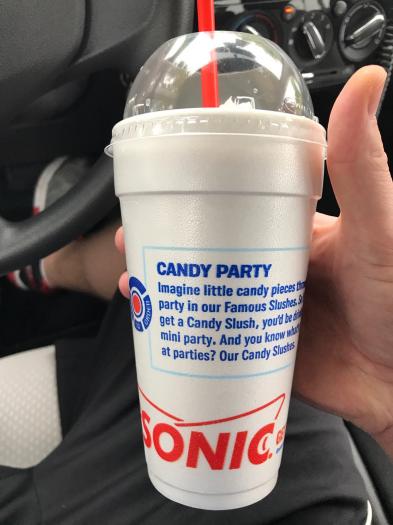 CANDY PARTY
Imagine little candy pieces
party in our Famous Slushes.
get a Candy Slush, you'd be
mini party. And you know
at parties? Our Candy Slushes.
SONIC